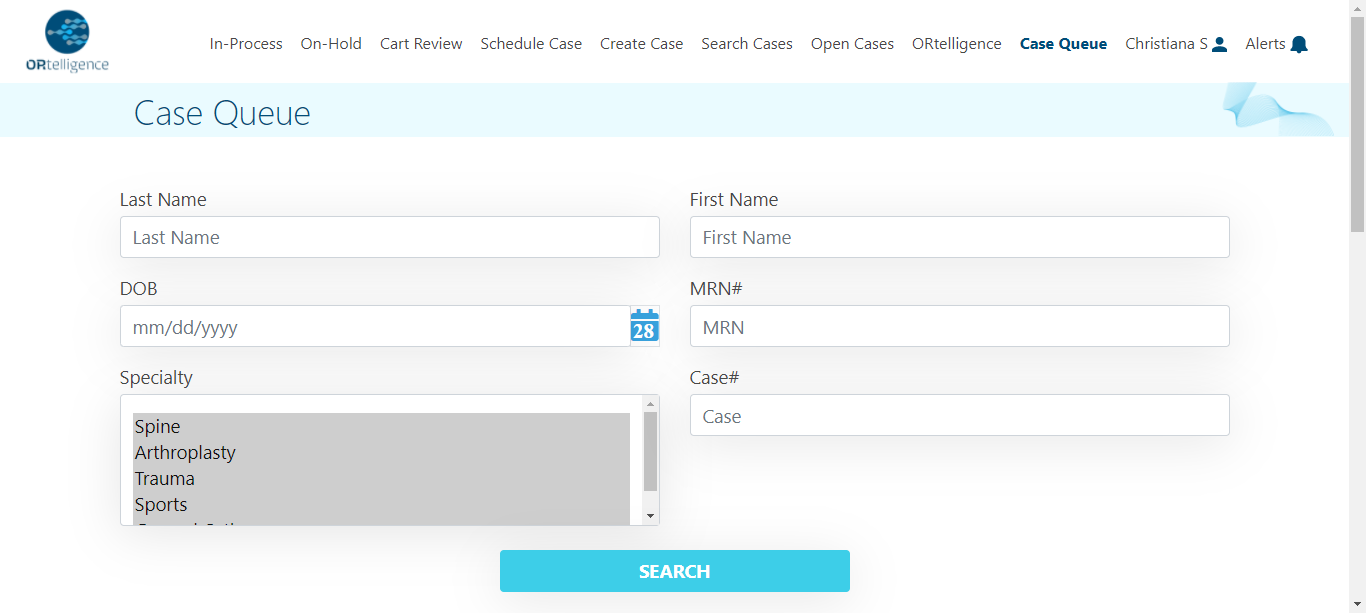 ORtelligence
In-Process On-Hold Cart Review Schedule Case Create Case Search Cases Open Cases ORtelligence Case Queue Christiana S Alerts
Case Queue
Last Name First Name
Last Name First Name
DOB MRN#
mm/dd/yyyy 28 MRN
Specialty Case#
Case
Spine
Arthroplasty
Trauma
Sports
SEARCH